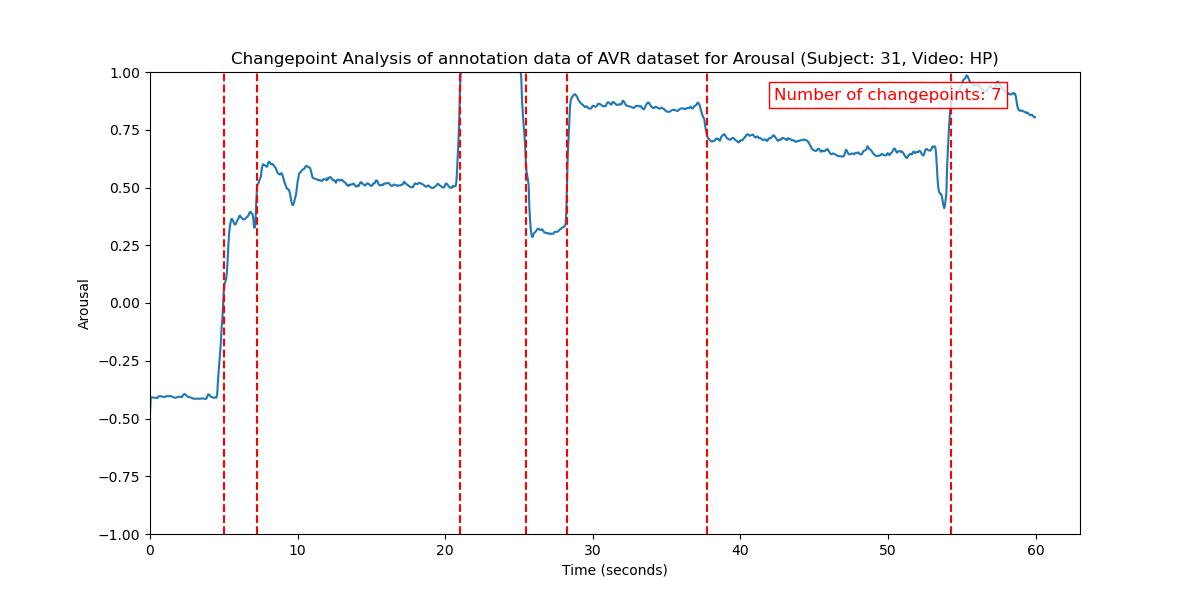 Changepoint Analysis of annotation data of AVR dataset for Arousal (Subject: 31, Video: HP)
Number of changepoints: 7
1.00
0.75
0.50
0.25
0.00
−0.25
−0.50
−0.75
−1.00
Arousal
0 10 20 30 40 50 60
Time (seconds)